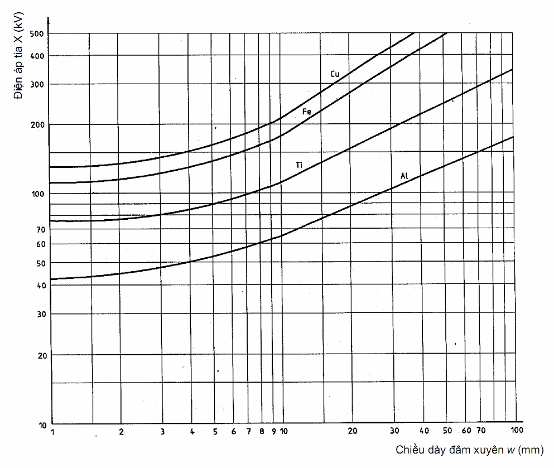 Điện áp tia X (kV)
500
400
300
200
100
70
60
50
40
30
20
10
Cu
Fe
Ti
Al
1 2 3 4 5 6 7 8 9 10 20 30 40 50 60 70 100
Chiều dày đâm xuyên w (mm)